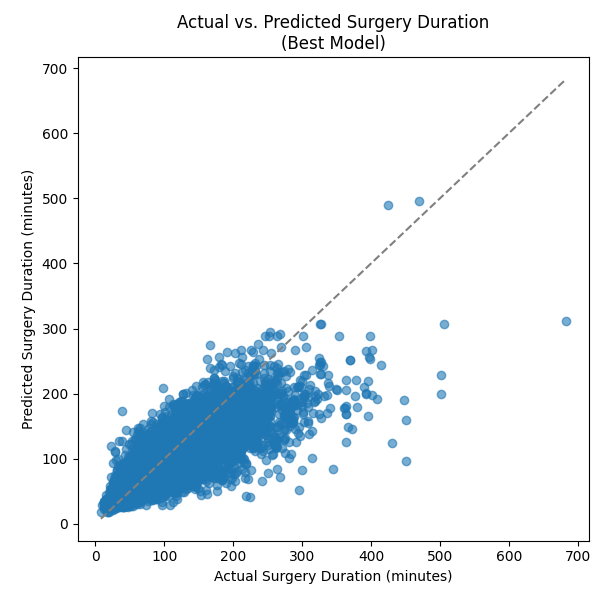 Actual vs. Predicted Surgery Duration
(Best Model)
700
600
500
400
300
200
100
0
Predicted Surgery Duration (minutes)
0 100 200 300 400 500 600 700
Actual Surgery Duration (minutes)